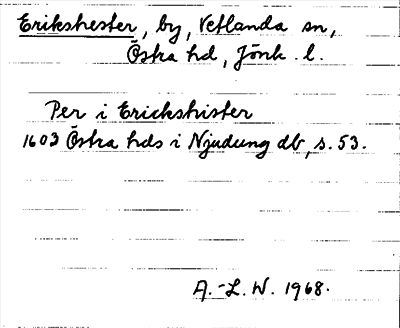 Erikshester, by, Vetlanda sn,
Östra hd, Jönk. l.
Per i Erickshister
1603 Östra hds i Njudung db, s. 53.
A.-L. W. 1968.